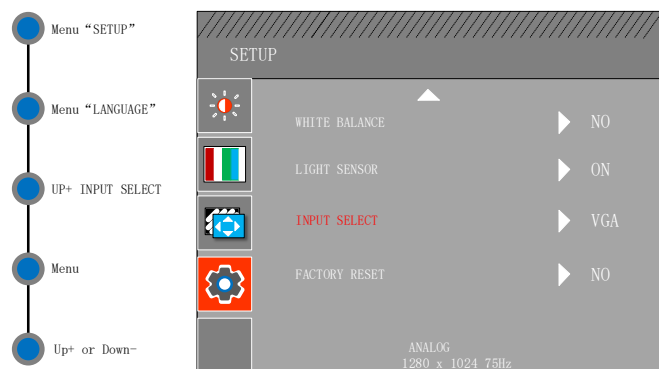 Menu “SETUP”
Menu “LANGUAGE”
UP+ INPUT SELECT
Menu
Up+ or Down-
SETUP
WHITE BALANCE NO
LIGHT SENSOR ON
INPUT SELECT VGA
FACTORY RESET NO
ANALOG
1280 x 1024 75Hz